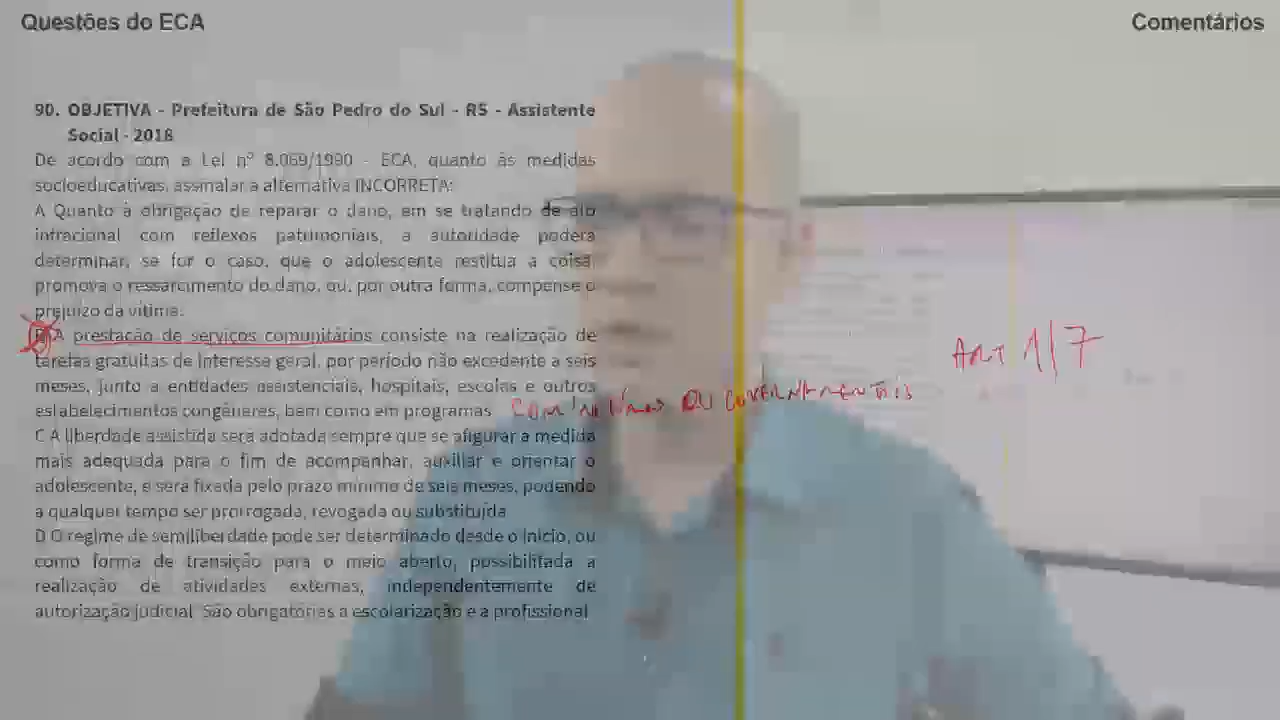 Questões do ECA
Comentários
90. OBJETIVA - Prefeitura de São Pedro do Sul - RS - Assistente
Social - 2018
De acordo com a Lei nº 8.069/1990 - ECA, quanto às medidas
socioeducativas, assinalar a alternativa INCORRETA:
A Quanto à obrigação de reparar o dano, em se tratando de ato
infracional com reflexos patrimoniais, a autoridade poderá
determinar, se for o caso, que o adolescente restitua a coisa,
promova o ressarcimento do dano, ou, por outra forma, compense o
prejuízo da vítima.
B A prestação de serviços comunitários consiste na realização de
tarefas gratuitas de interesse geral, por período não excedente a seis
meses, junto a entidades assistenciais, hospitais, escolas e outros
estabelecimentos congêneres, bem como em programas
OU GOVERNAMENTAIS
ART 117
C A liberdade assistida será adotada sempre que se afigurar a medida
mais adequada para o fim de acompanhar, auxiliar e orientar o
adolescente, e será fixada pelo prazo mínimo de seis meses, podendo
a qualquer tempo ser prorrogada, revogada ou substituída
D O regime de semiliberdade pode ser determinado desde o início, ou
como forma de transição para o meio aberto, possibilitada a
realização de atividades externas, independentemente de
autorização judicial. São obrigatórias a escolarização e a profissional